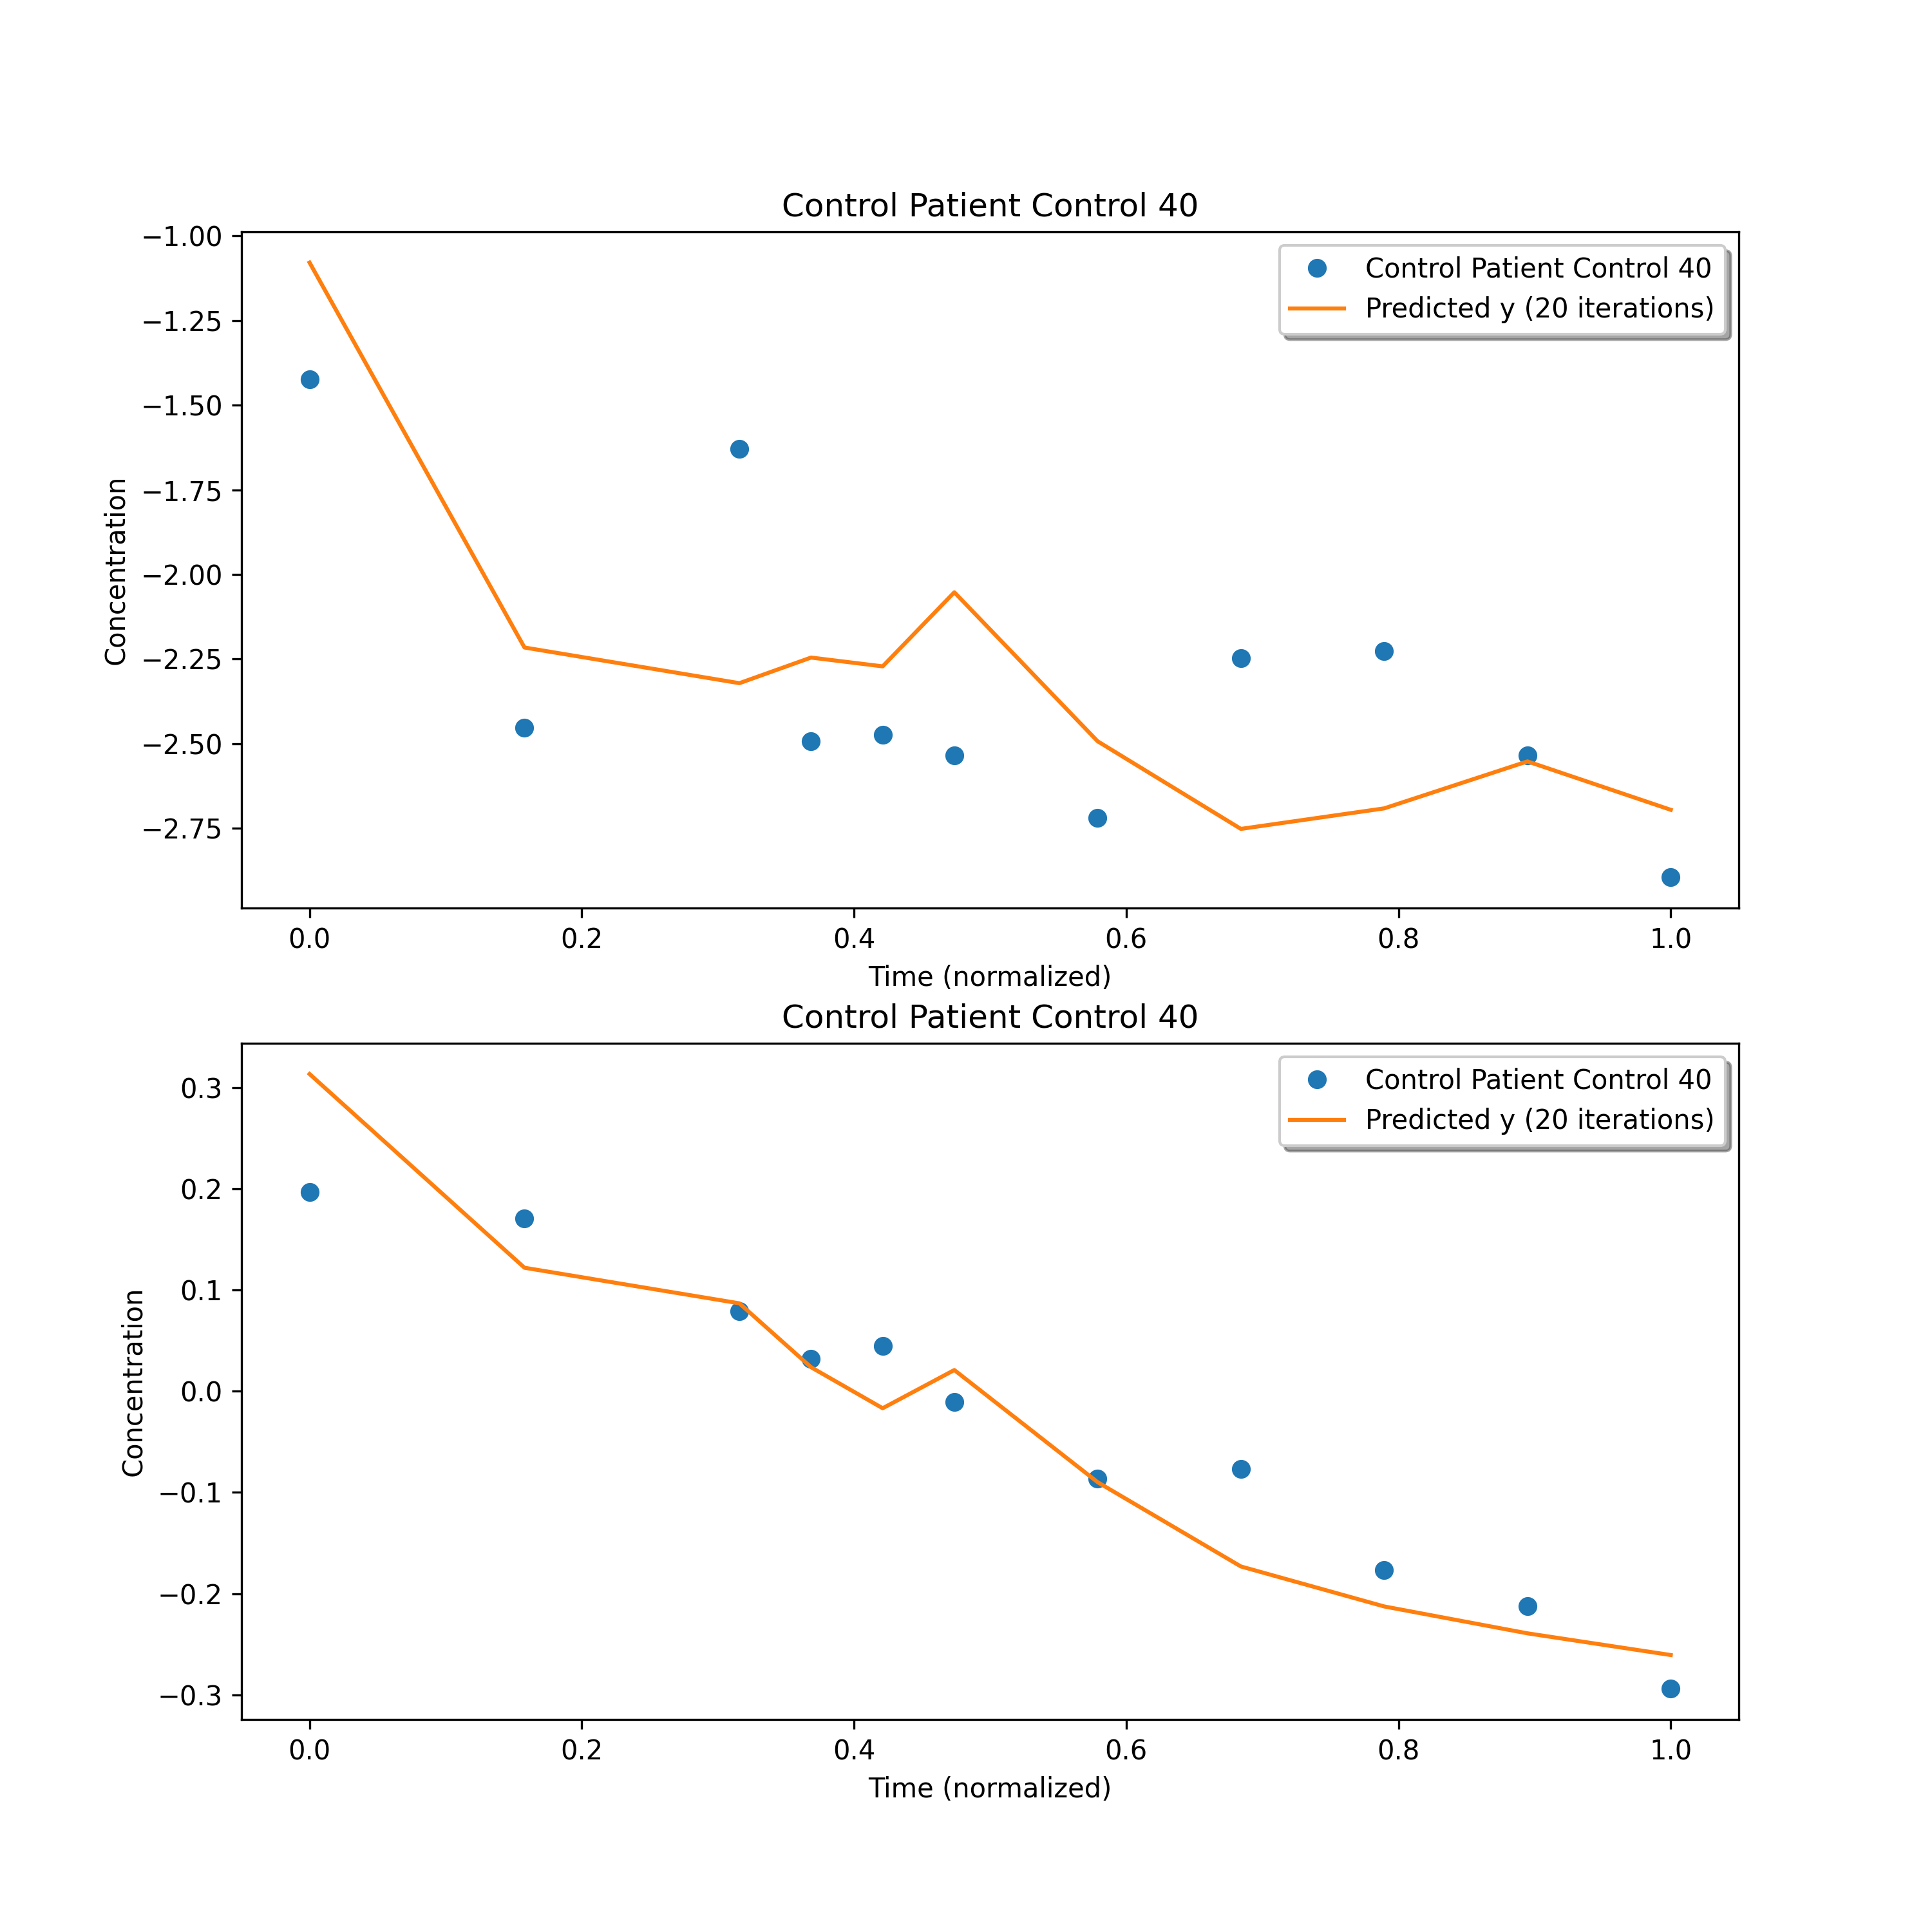 Control Patient Control 40
−1.00
−1.25
−1.50
−1.75
−2.00
−2.25
−2.50
−2.75
Concentration
Control Patient Control 40
Predicted y (20 iterations)
0.0 0.2 0.4 0.6 0.8 1.0
Time (normalized)
Control Patient Control 40
0.3
0.2
0.1
0.0
−0.1
−0.2
−0.3
Concentration
Control Patient Control 40
Predicted y (20 iterations)
0.0 0.2 0.4 0.6 0.8 1.0
Time (normalized)